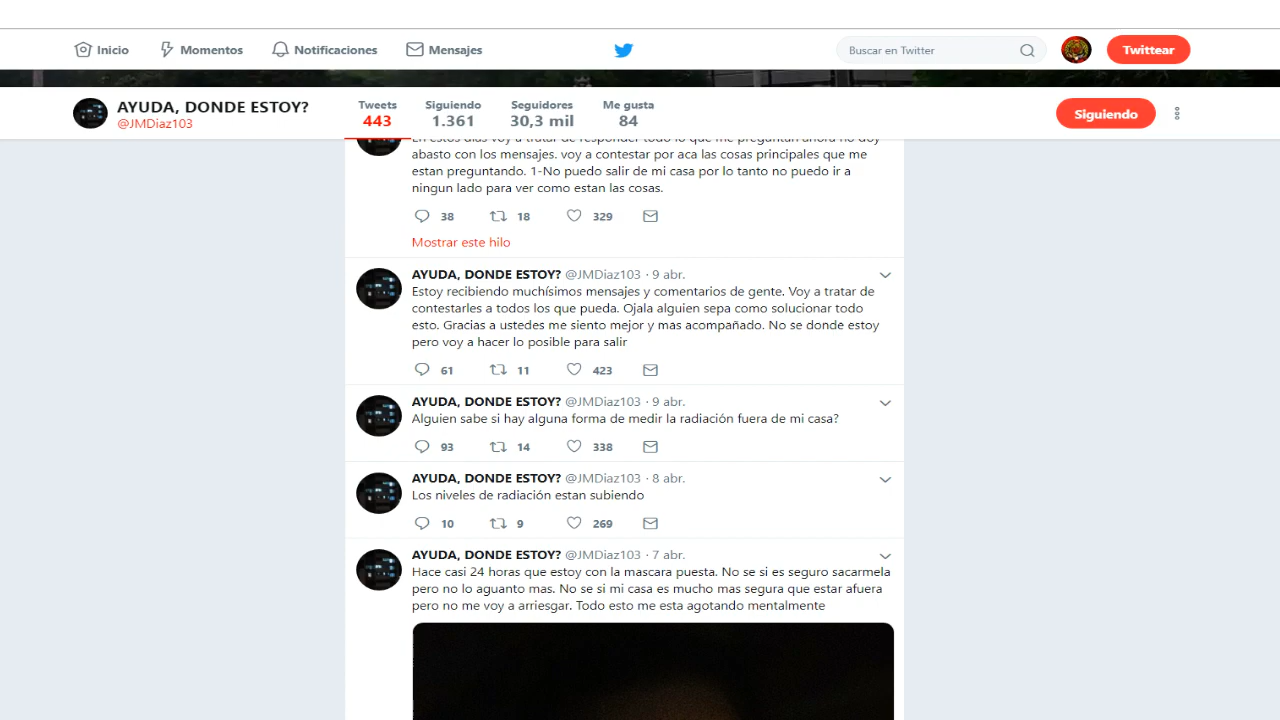 Inicio
Momentos
Notificaciones
Mensajes
Buscar en Twitter
Twittear
AYUDA, DONDE ESTOY?
@JMDiaz103
Tweets
443
Siguiendo
1.361
Seguidores
30,3 mil
Me gusta
84
Siguiendo
En estos dias voy a tratar de responder todo lo que me preguntan ahora no doy
abasto con los mensajes. voy a contestar por aca las cosas principales que me
estan preguntando. 1-No puedo salir de mi casa por lo tanto no puedo ir a
ningun lado para ver como estan las cosas.
38 18 329
Mostrar este hilo
AYUDA, DONDE ESTOY? @JMDiaz103 · 9 abr.
Estoy recibiendo muchísimos mensajes y comentarios de gente. Voy a tratar de
contestarles a todos los que pueda. Ojala alguien sepa como solucionar todo
esto. Gracias a ustedes me siento mejor y mas acompañado. No se donde estoy
pero voy a hacer lo posible para salir
61 11 423
AYUDA, DONDE ESTOY? @JMDiaz103 · 9 abr.
Alguien sabe si hay alguna forma de medir la radiación fuera de mi casa?
93 14 338
AYUDA, DONDE ESTOY? @JMDiaz103 · 8 abr.
Los niveles de radiación estan subiendo
10 9 269
AYUDA, DONDE ESTOY? @JMDiaz103 · 7 abr.
Hace casi 24 horas que estoy con la mascara puesta. No se si es seguro sacarmela
pero no lo aguanto mas. No se si mi casa es mucho mas segura que estar afuera
pero no me voy a arriesgar. Todo esto me esta agotando mentalmente